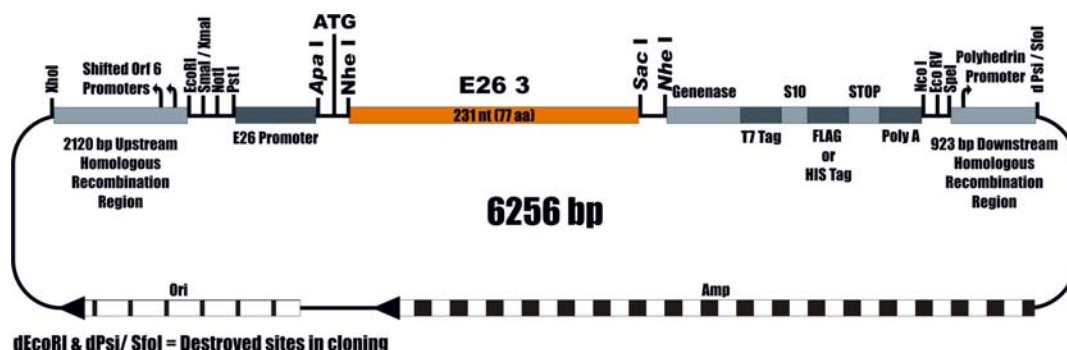 XhoI
Shifted Orf 6
Promoters
EcoRI
SmaI / XmaI
NotI
Pst I
Apa I
ATG
Nhe I
E26 3
Sac I
Nhe I
Genenase
S10
STOP
Nco I
Eco RV
SpeI
Polyhedrin
Promoter
d Psi / SfoI
231 nt (77 aa)
E26 Promoter
T7 Tag
FLAG
or
HIS Tag
Poly A
2120 bp Upstream
Homologous
Recombination
Region
923 bp Downstream
Homologous
Recombination
Region
6256 bp
Ori
Amp
dEcoRI & dPsi/ SfoI = Destroyed sites in cloning